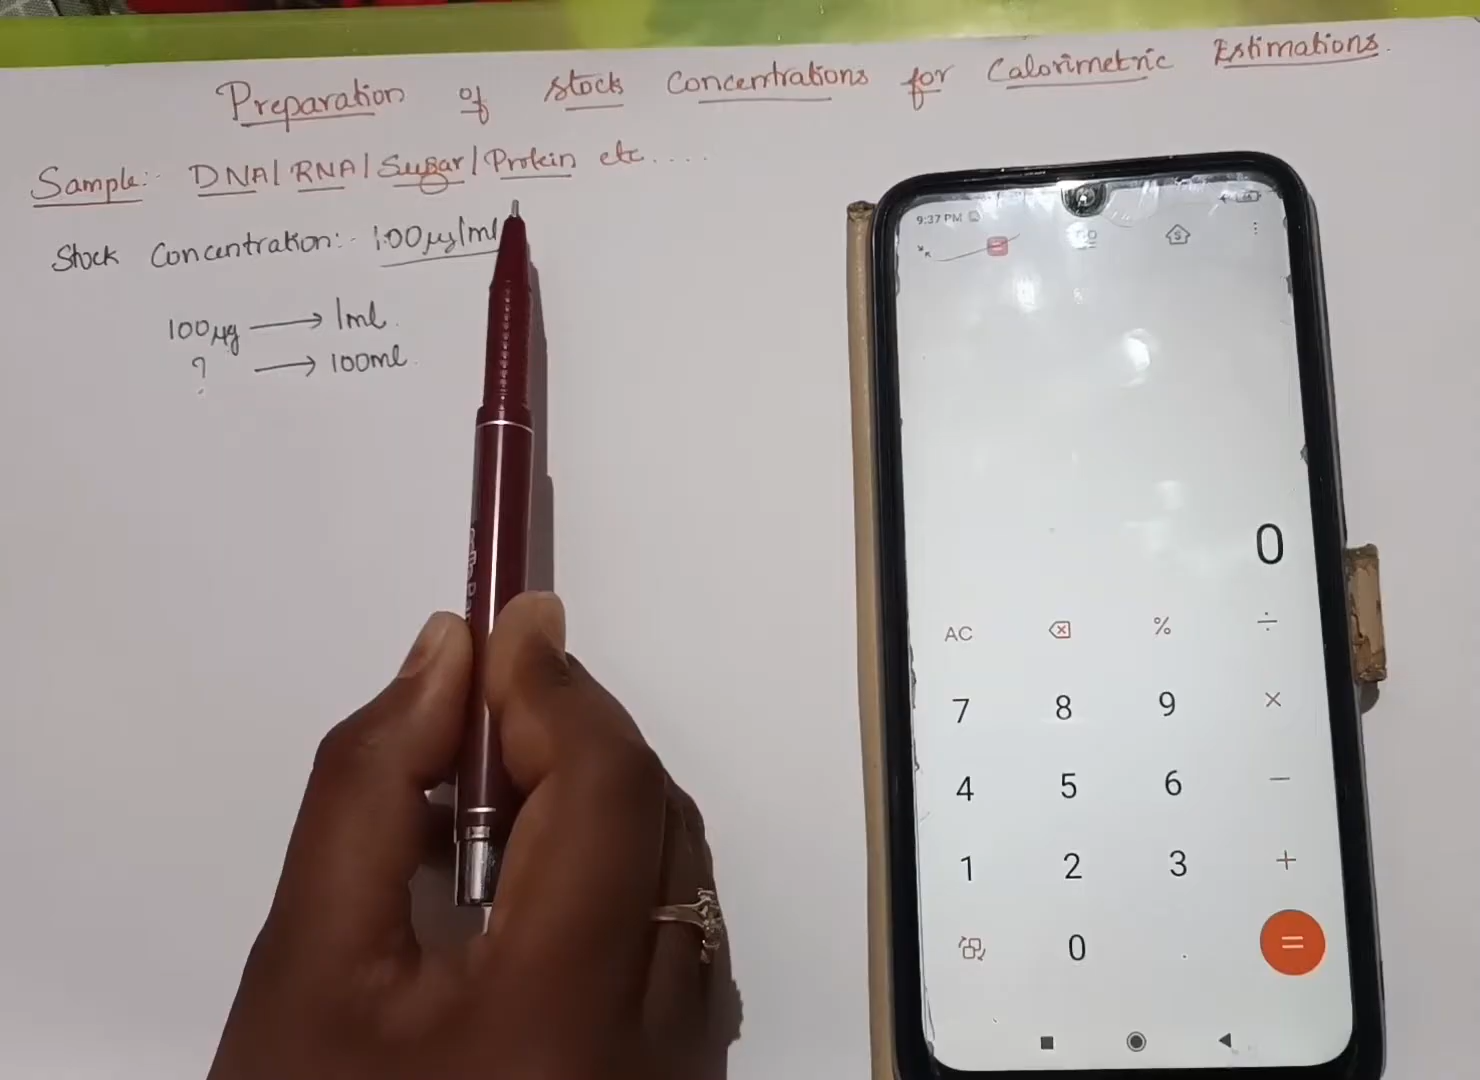 Preparation of stock Concentrations for Calorimetric Estimations.
Sample:- DNA/ RNA/ Sugar/ Protein etc.....
Stock Concentration:- 100µg/ml
100µg → 1ml.
? → 100ml.
9:37 PM
0
AC % ÷
7 8 9 ×
4 5 6 −
1 2 3 +
0 . =